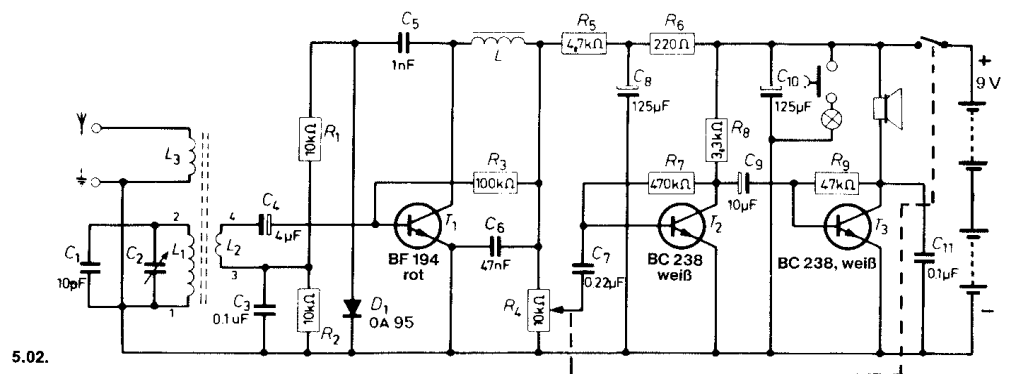 C5
1nF
L
R5
4,7kΩ
R6
220Ω
+
9V
C8
125µF
C10
125µF
L3
R1
10kΩ
R8
3,3kΩ
R3
100kΩ
R7
470kΩ
C9
10µF
R9
47kΩ
C4
4µF
T1
BF 194
rot
C6
47nF
T2
BC 238
weiß
T3
BC 238, weiß
C1
10pF
C2
2
L1
1
4
L2
3
C3
0.1uF
R2
10kΩ
D1
OA 95
R4
10kΩ
C7
0.22µF
C11
0.1µF
−
5.02.